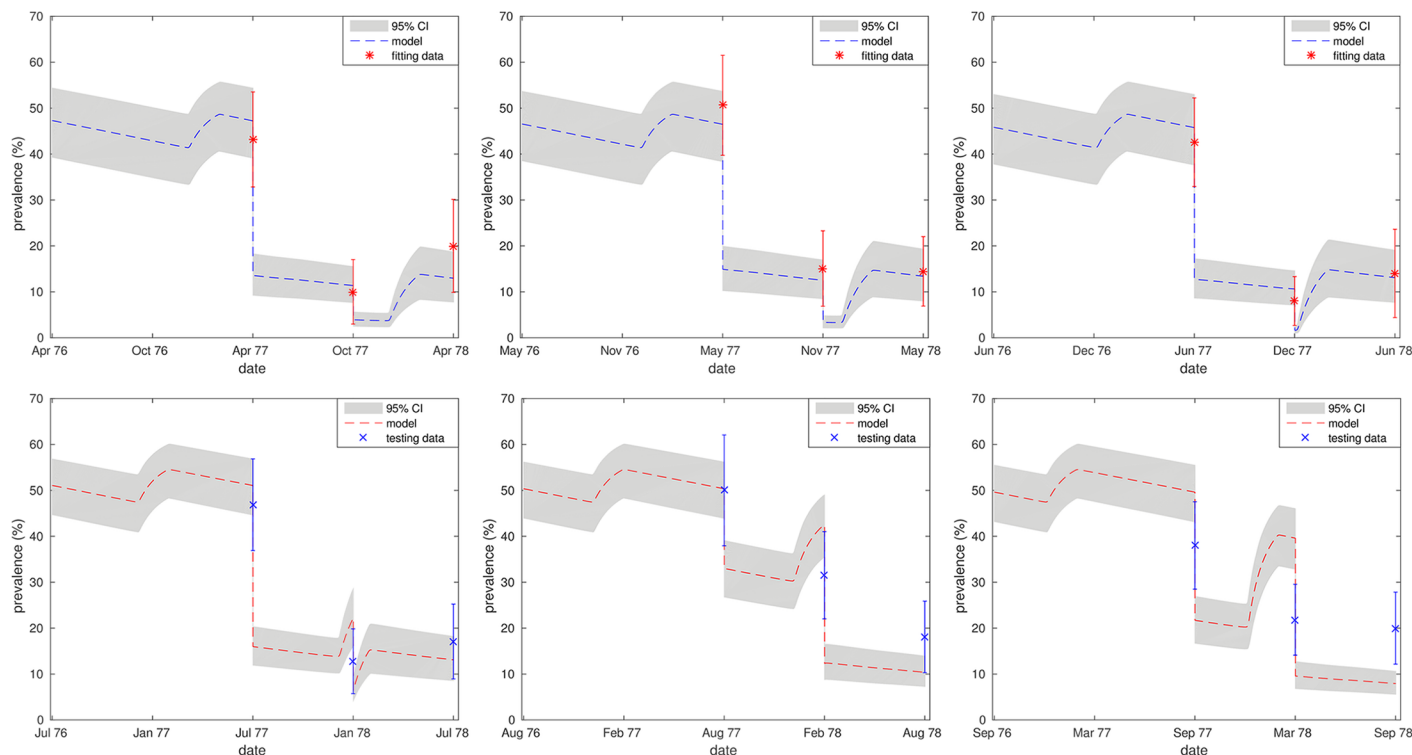 70
60
50
40
30
20
10
0
prevalence (%)
95% CI
model
fitting data
Apr 76 Oct 76 Apr 77 Oct 77 Apr 78
date
70
60
50
40
30
20
10
0
prevalence (%)
95% CI
model
fitting data
May 76 Nov 76 May 77 Nov 77 May 78
date
70
60
50
40
30
20
10
0
prevalence (%)
95% CI
model
fitting data
Jun 76 Dec 76 Jun 77 Dec 77 Jun 78
date
70
60
50
40
30
20
10
0
prevalence (%)
95% CI
model
testing data
Jul 76 Jan 77 Jul 77 Jan 78 Jul 78
date
70
60
50
40
30
20
10
0
prevalence (%)
95% CI
model
testing data
Aug 76 Feb 77 Aug 77 Feb 78 Aug 78
date
70
60
50
40
30
20
10
0
prevalence (%)
95% CI
model
testing data
Sep 76 Mar 77 Sep 77 Mar 78 Sep 78
date